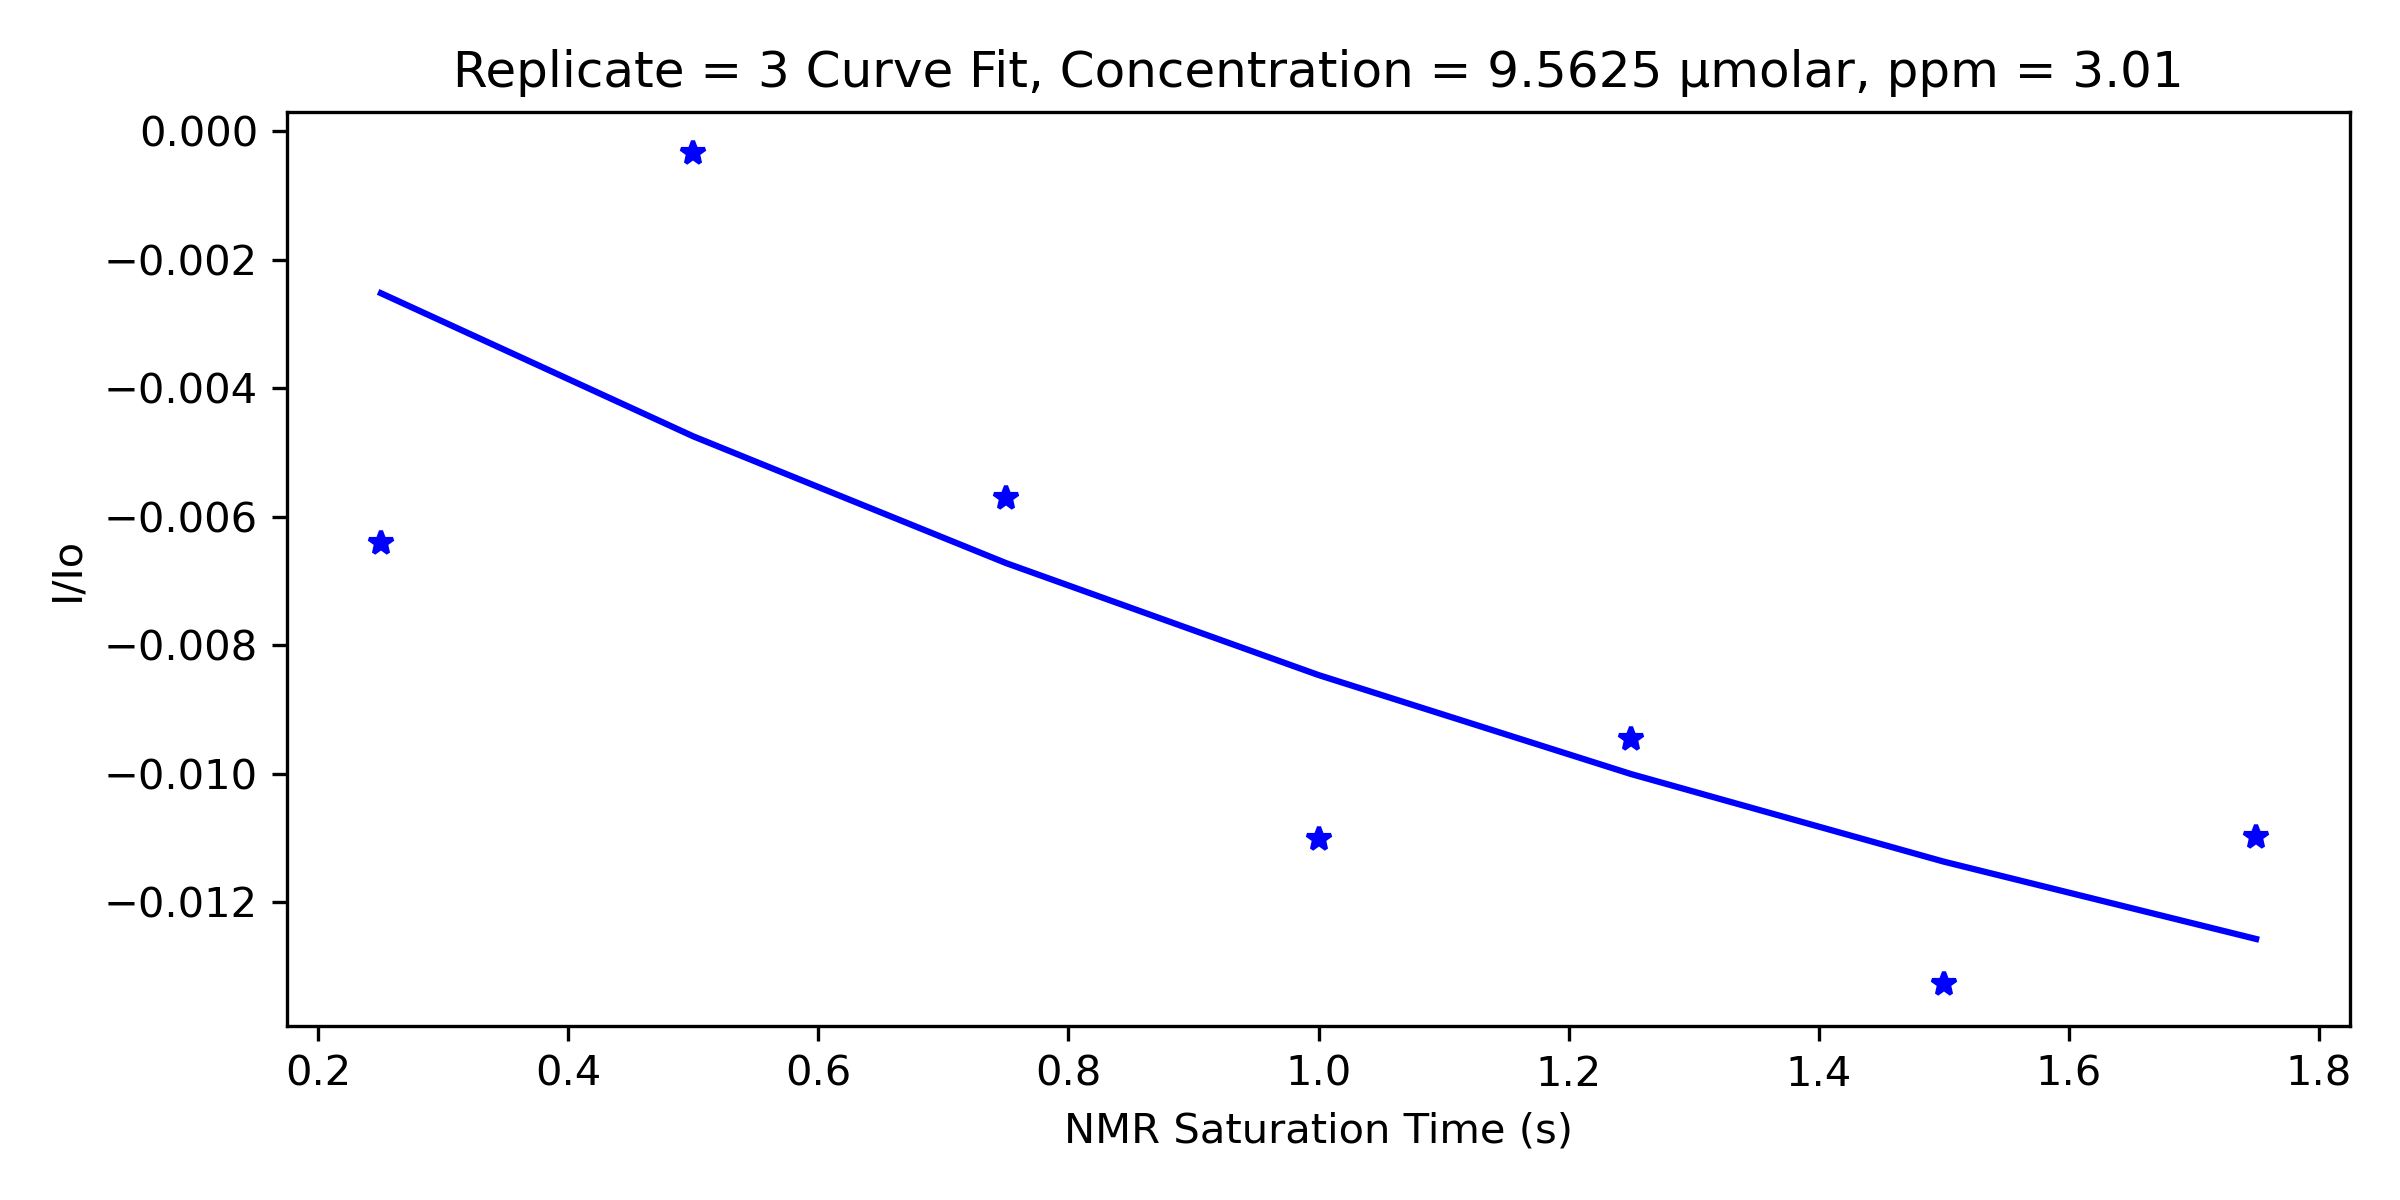 Replicate = 3 Curve Fit, Concentration = 9.5625 µmolar, ppm = 3.01
0.000
−0.002
−0.004
−0.006
−0.008
−0.010
−0.012
I/Io
0.2 0.4 0.6 0.8 1.0 1.2 1.4 1.6 1.8
NMR Saturation Time (s)